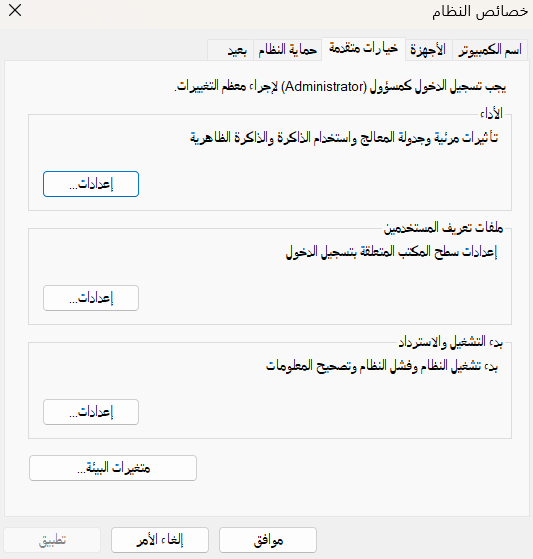 خصائص النظام
اسم الكمبيوتر
الأجهزة
خيارات متقدمة
حماية النظام
بعيد
يجب تسجيل الدخول كمسؤول (Administrator) لإجراء معظم التغييرات.
الأداء
تأثيرات مرئية وجدولة المعالج واستخدام الذاكرة والذاكرة الظاهرية
إعدادات...
ملفات تعريف المستخدمين
إعدادات سطح المكتب المتعلقة بتسجيل الدخول
إعدادات...
بدء التشغيل والاسترداد
بدء تشغيل النظام وفشل النظام وتصحيح المعلومات
إعدادات...
متغيرات البيئة...
موافق
إلغاء الأمر
تطبيق